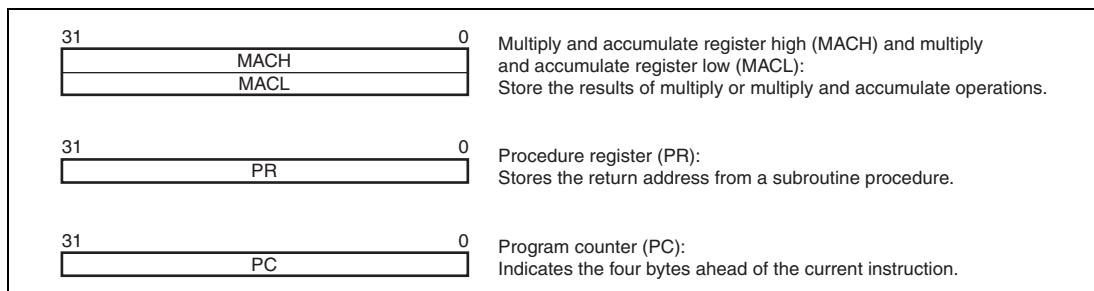 31 0
MACH
MACL
Multiply and accumulate register high (MACH) and multiply
and accumulate register low (MACL):
Store the results of multiply or multiply and accumulate operations.
31 0
PR
Procedure register (PR):
Stores the return address from a subroutine procedure.
31 0
PC
Program counter (PC):
Indicates the four bytes ahead of the current instruction.